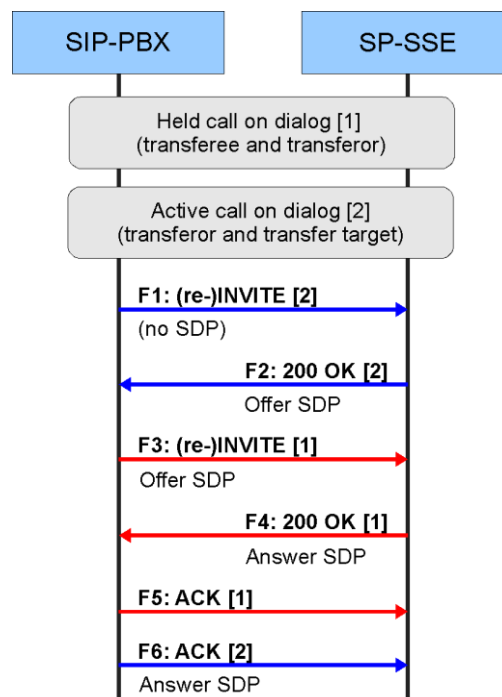 SIP-PBX
SP-SSE
Held call on dialog [1]
(transferee and transferor)
Active call on dialog [2]
(transferor and transfer target)
F1: (re-)INVITE [2]
(no SDP)
F2: 200 OK [2]
Offer SDP
F3: (re-)INVITE [1]
Offer SDP
F4: 200 OK [1]
Answer SDP
F5: ACK [1]
F6: ACK [2]
Answer SDP